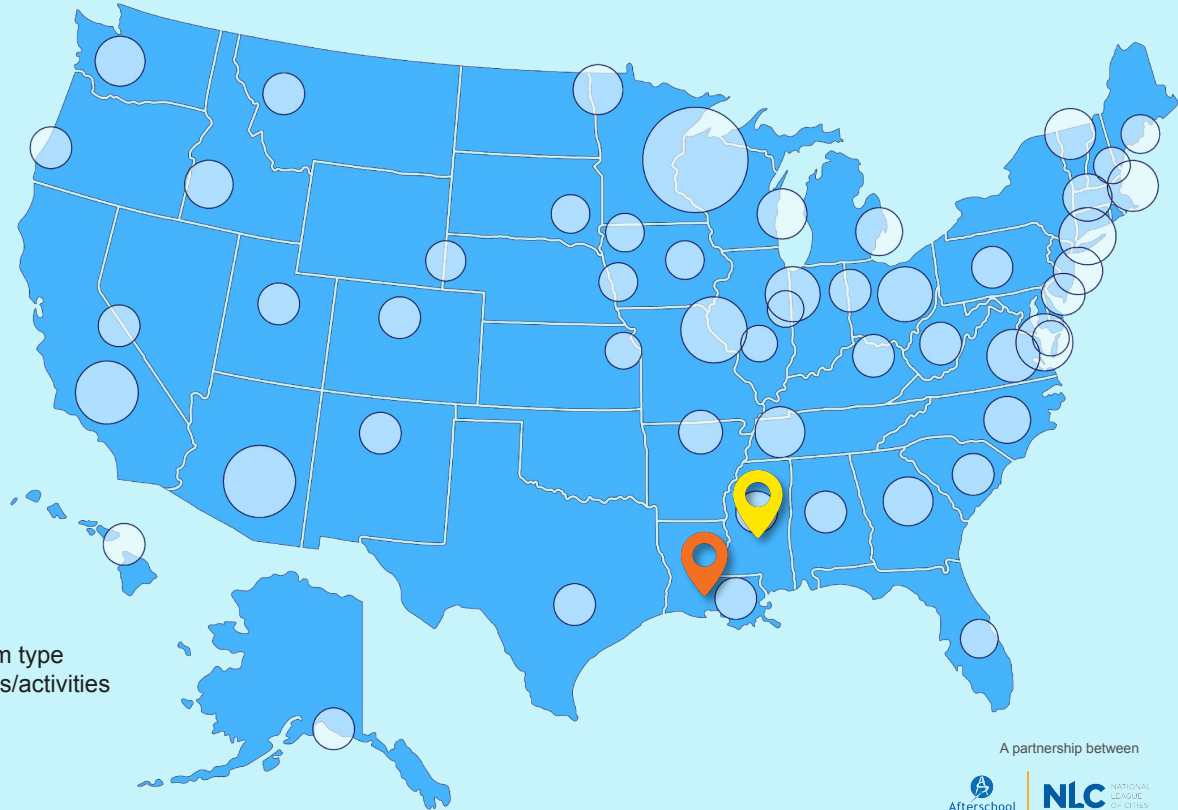 m type
s/activities
A partnership between
Afterschool
NLC NATIONAL
LEAGUE
OF CITIES